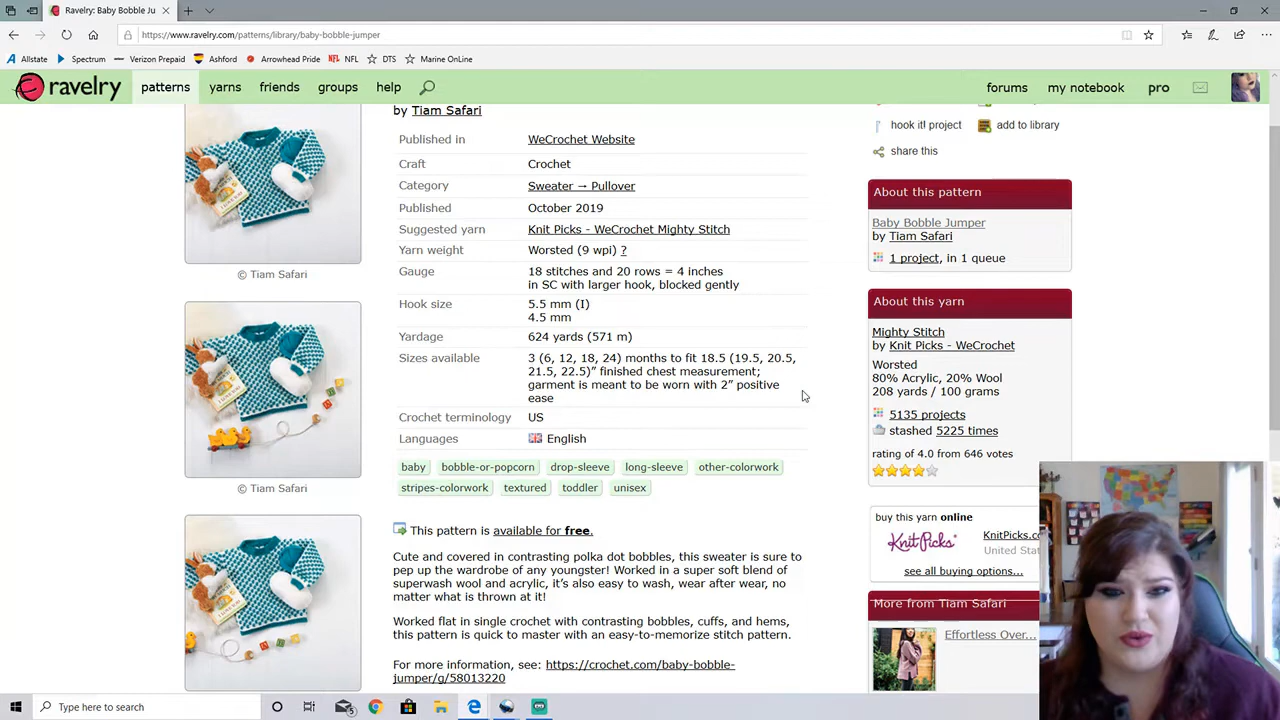 Ravelry: Baby Bobble Ju
https://www.ravelry.com/patterns/library/baby-bobble-jumper
Allstate Spectrum Verizon Prepaid Ashford Arrowhead Pride NFL NFL DTS Marine OnLine
ravelry patterns yarns friends groups help forums my notebook pro
by Tiam Safari
Published in WeCrochet Website
Craft Crochet
Category Sweater → Pullover
Published October 2019
Suggested yarn Knit Picks - WeCrochet Mighty Stitch
Yarn weight Worsted (9 wpi) ?
Gauge 18 stitches and 20 rows = 4 inches
in SC with larger hook, blocked gently
Hook size 5.5 mm (I)
4.5 mm
Yardage 624 yards (571 m)
Sizes available 3 (6, 12, 18, 24) months to fit 18.5 (19.5, 20.5,
21.5, 22.5)” finished chest measurement;
garment is meant to be worn with 2” positive
ease
Crochet terminology US
Languages English
baby bobble-or-popcorn drop-sleeve long-sleeve other-colorwork
stripes-colorwork textured toddler unisex
This pattern is available for free.
Cute and covered in contrasting polka dot bobbles, this sweater is sure to
pep up the wardrobe of any youngster! Worked in a super soft blend of
superwash wool and acrylic, it's also easy to wash, wear after wear, no
matter what is thrown at it!
Worked flat in single crochet with contrasting bobbles, cuffs, and hems,
this pattern is quick to master with an easy-to-memorize stitch pattern.
For more information, see: https://crochet.com/baby-bobble-
jumper/g/58013220
© Tiam Safari
© Tiam Safari
hook it! project add to library
share this
About this pattern
Baby Bobble Jumper
by Tiam Safari
1 project, in 1 queue
About this yarn
Mighty Stitch
by Knit Picks - WeCrochet
Worsted
80% Acrylic, 20% Wool
208 yards / 100 grams
5135 projects
stashed 5225 times
rating of 4.0 from 646 votes
buy this yarn online
KnitPicks KnitPicks.co
United Sta
see all buying options...
More from Tiam Safari
Effortless Over...
Type here to search
5